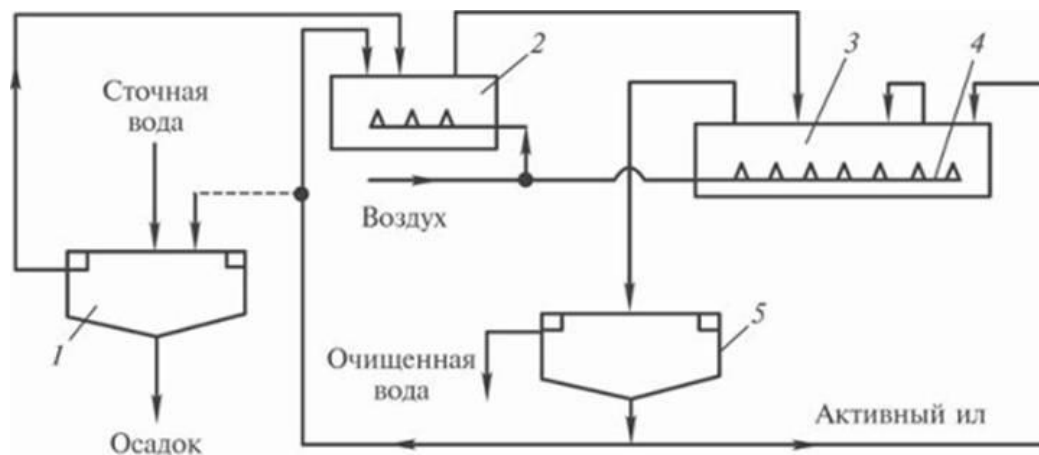 2
3
4
Сточная
вода
Воздух
1
5
Очищенная
вода
Активный ил
Осадок